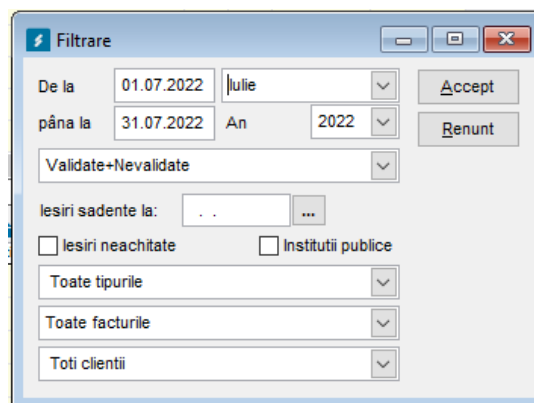 Filtrare
De la 01.07.2022 Iulie Accept
pâna la 31.07.2022 An 2022 Renunt
Validate+Nevalidate
Iesiri sadente la: . . ...
Iesiri neachitate Institutii publice
Toate tipurile
Toate facturile
Toti clientii